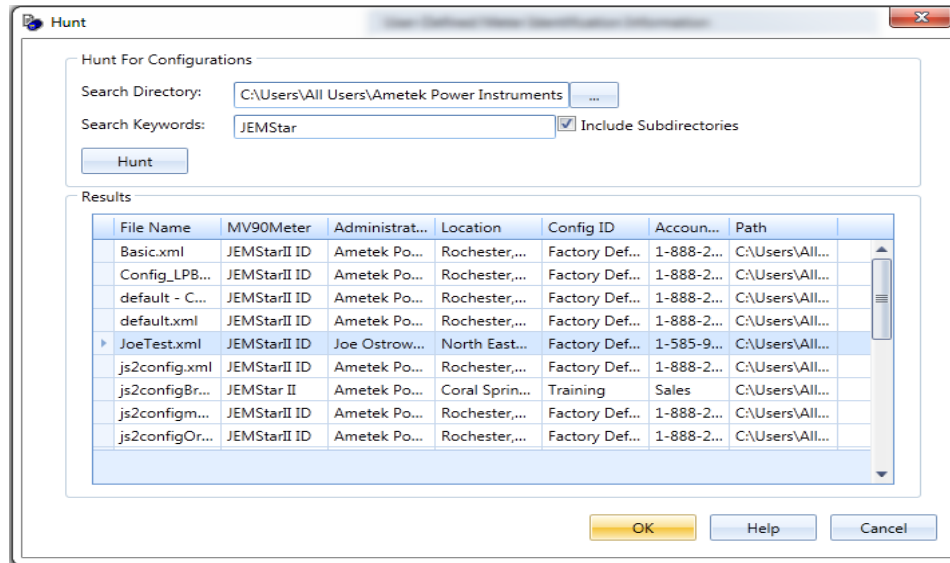 Hunt
Hunt For Configurations
Search Directory: C:\Users\All Users\Ametek Power Instruments ...
Search Keywords: JEMStar Include Subdirectories
Hunt
Results
File Name MV90Meter Administrat... Location Config ID Accoun... Path
Basic.xml JEMStarII ID Ametek Po... Rochester,... Factory Def... 1-888-2... C:\Users\All...
Config_LPB... JEMStarII ID Ametek Po... Rochester,... Factory Def... 1-888-2... C:\Users\All...
default - C... JEMStarII ID Ametek Po... Rochester,... Factory Def... 1-888-2... C:\Users\All...
default.xml JEMStarII ID Ametek Po... Rochester,... Factory Def... 1-888-2... C:\Users\All...
JoeTest.xml JEMStarII ID Joe Ostrow... North East... Factory Def... 1-585-9... C:\Users\All...
js2config.xml JEMStarII ID Ametek Po... Rochester,... Factory Def... 1-888-2... C:\Users\All...
js2configBr... JEMStar II Ametek Po... Coral Sprin... Training Sales C:\Users\All...
js2configm... JEMStarII ID Ametek Po... Rochester,... Factory Def... 1-888-2... C:\Users\All...
js2configOr... JEMStarII ID Ametek Po... Rochester,... Factory Def... 1-888-2... C:\Users\All...
OK Help Cancel